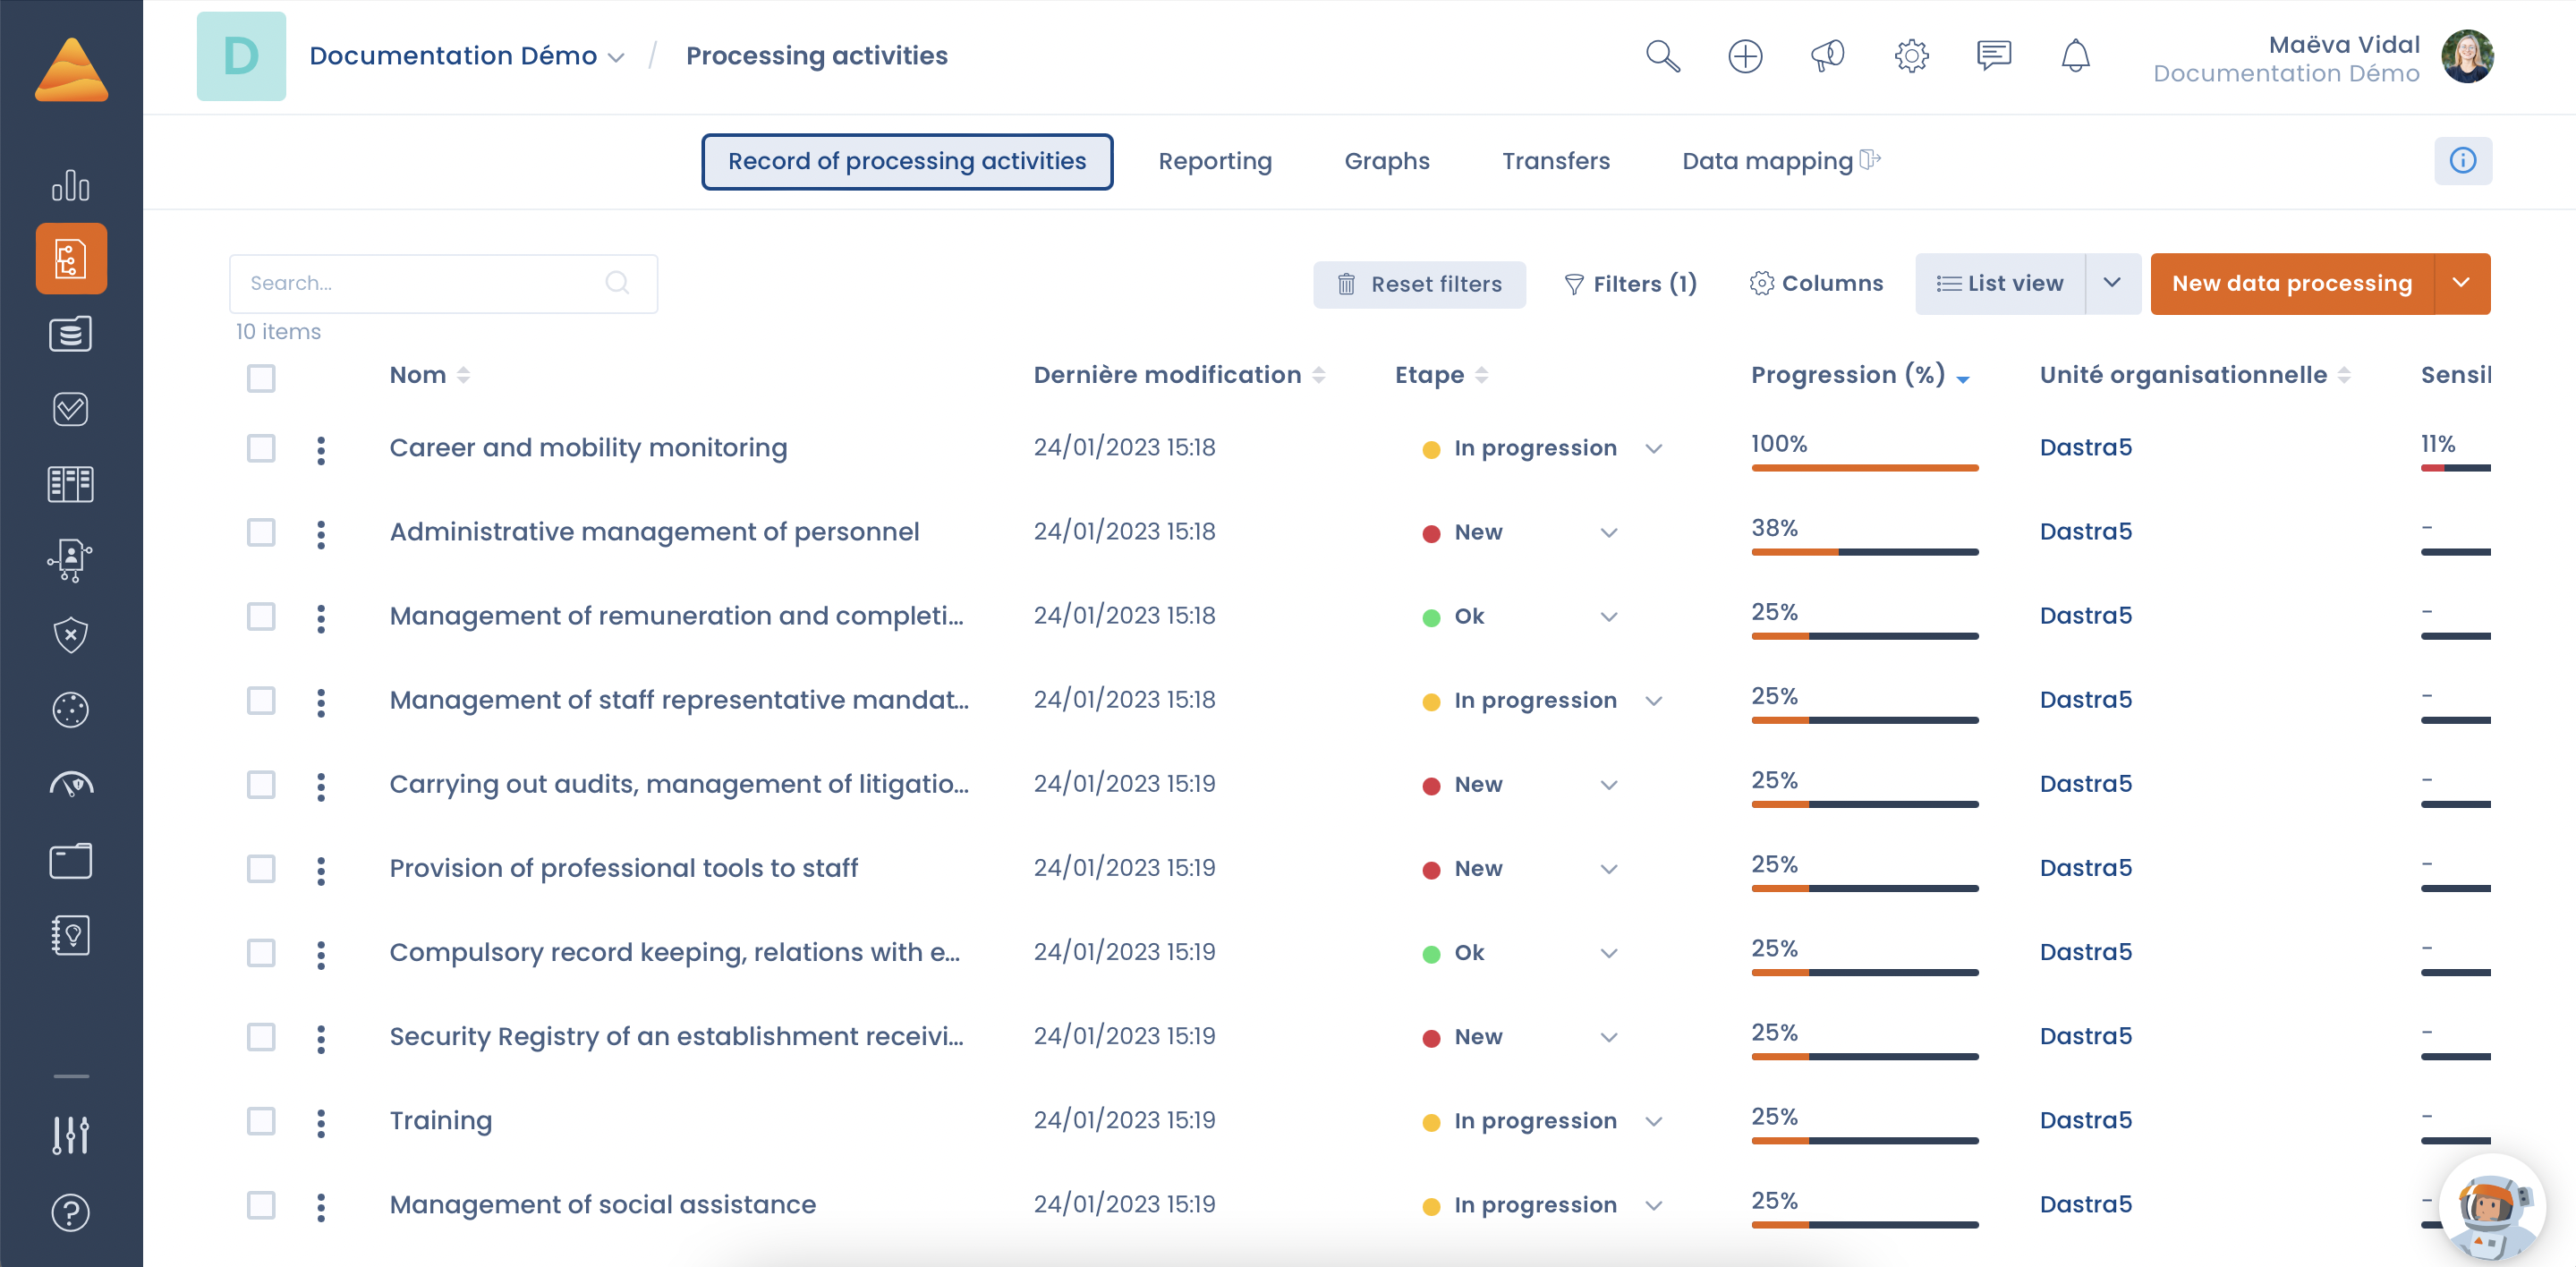 D Documentation Démo / Processing activities
Maëva Vidal
Documentation Démo
Record of processing activities Reporting Graphs Transfers Data mapping
Search...
Reset filters Filters (1) Columns List view New data processing
10 items
Nom Dernière modification Etape Progression (%) Unité organisationnelle Sensil
Career and mobility monitoring 24/01/2023 15:18 In progression 100% Dastra5 11%
Administrative management of personnel 24/01/2023 15:18 New 38% Dastra5 -
Management of remuneration and completi... 24/01/2023 15:18 Ok 25% Dastra5 -
Management of staff representative mandat... 24/01/2023 15:18 In progression 25% Dastra5 -
Carrying out audits, management of litigatio... 24/01/2023 15:19 New 25% Dastra5 -
Provision of professional tools to staff 24/01/2023 15:19 New 25% Dastra5 -
Compulsory record keeping, relations with e... 24/01/2023 15:19 Ok 25% Dastra5 -
Security Registry of an establishment receivi... 24/01/2023 15:19 New 25% Dastra5 -
Training 24/01/2023 15:19 In progression 25% Dastra5 -
Management of social assistance 24/01/2023 15:19 In progression 25% Dastra5 -